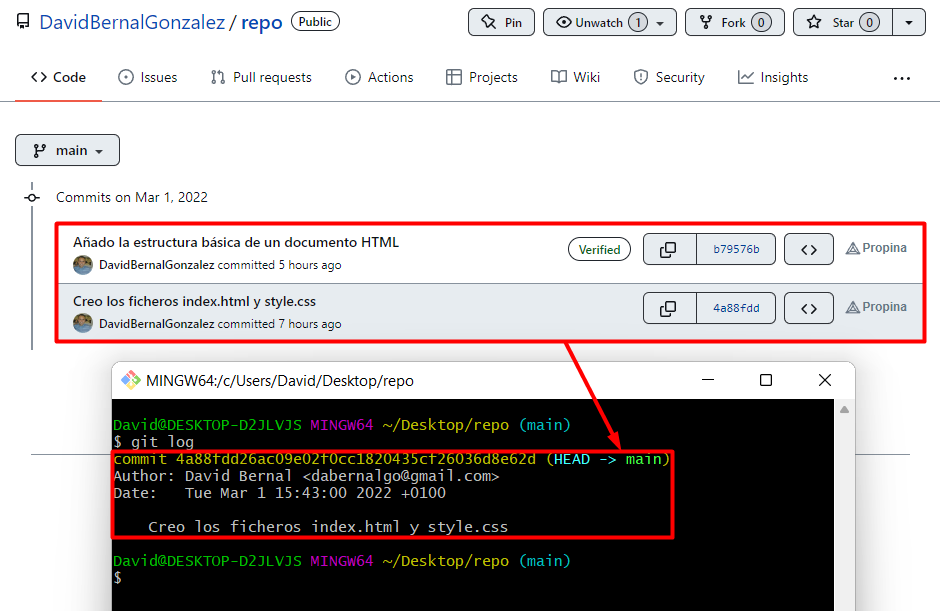 DavidBernalGonzalez / repo Public
Pin
Unwatch 1
Fork 0
Star 0
Code
Issues
Pull requests
Actions
Projects
Wiki
Security
Insights
...
main
Commits on Mar 1, 2022
Añado la estructura básica de un documento HTML
DavidBernalGonzalez committed 5 hours ago
Verified
b79576b
<>
Propina
Creo los ficheros index.html y style.css
DavidBernalGonzalez committed 7 hours ago
4a88fdd
<>
Propina
MINGW64:/c/Users/David/Desktop/repo
David@DESKTOP-D2JLVJS MINGW64 ~/Desktop/repo (main)
$ git log
commit 4a88fdd26ac09e02f0cc1820435cf26036d8e62d (HEAD -> main)
Author: David Bernal <dabernalgo@gmail.com>
Date:   Tue Mar 1 15:43:00 2022 +0100
Creo los ficheros index.html y style.css
David@DESKTOP-D2JLVJS MINGW64 ~/Desktop/repo (main)
$